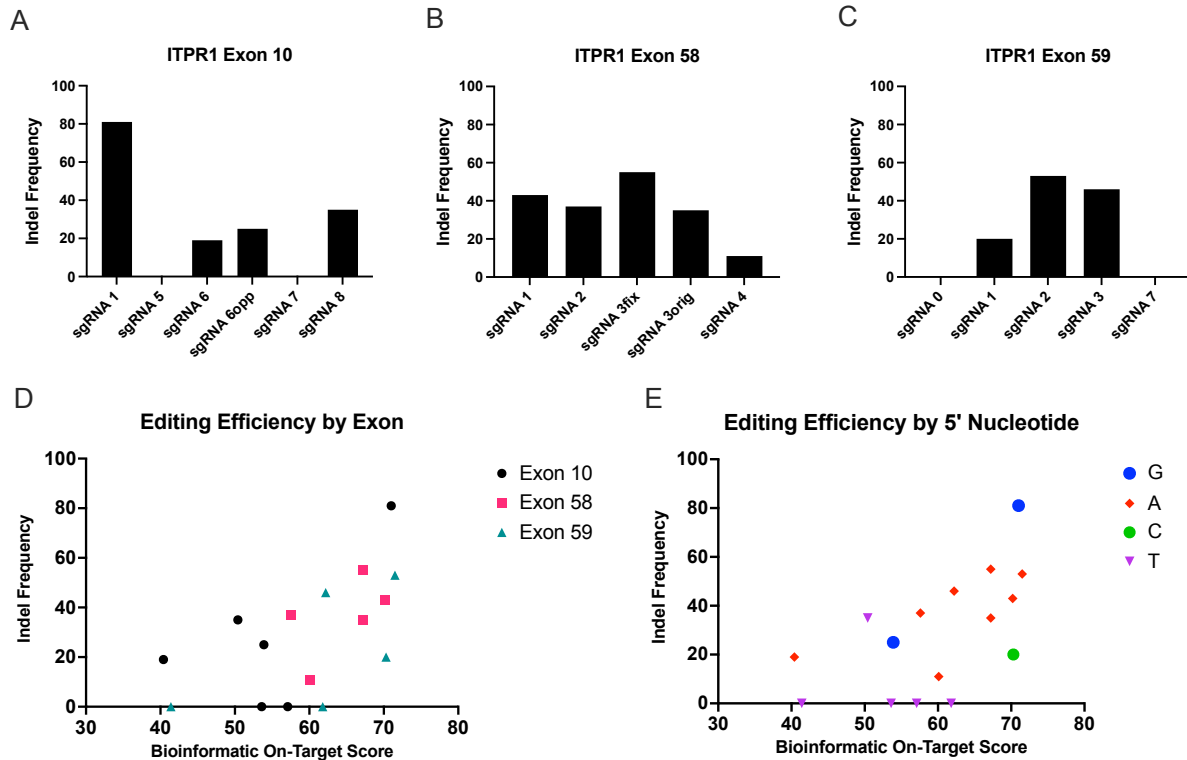 A
ITPR1 Exon 10
Indel Frequency
100
80
60
40
20
0
sgRNA 1
sgRNA 5
sgRNA 6
sgRNA 6opp
sgRNA 7
sgRNA 8
B
ITPR1 Exon 58
Indel Frequency
100
80
60
40
20
0
sgRNA 1
sgRNA 2
sgRNA 3fix
sgRNA 3orig
sgRNA 4
C
ITPR1 Exon 59
Indel Frequency
100
80
60
40
20
0
sgRNA 0
sgRNA 1
sgRNA 2
sgRNA 3
sgRNA 7
D
Editing Efficiency by Exon
Indel Frequency
100
80
60
40
20
0
30 40 50 60 70 80
Bioinformatic On-Target Score
Exon 10
Exon 58
Exon 59
E
Editing Efficiency by 5' Nucleotide
Indel Frequency
100
80
60
40
20
0
30 40 50 60 70 80
Bioinformatic On-Target Score
G
A
C
T